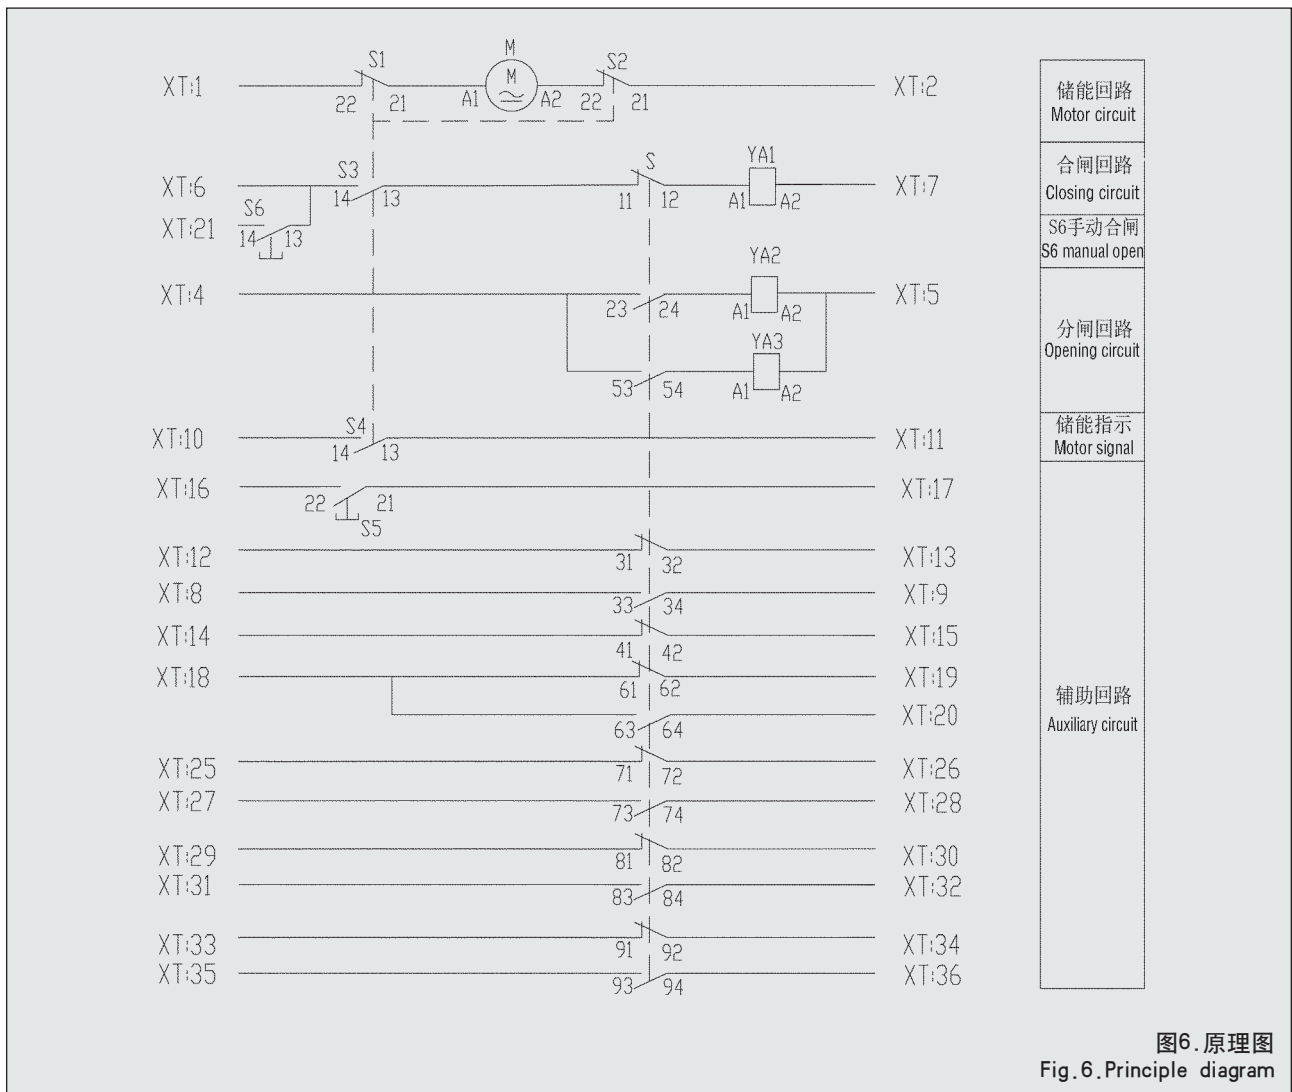 M
S1
S2
XT:1
M
XT:2
22
21
A1
A2
22
21
储能回路
Motor circuit
S3
S
YA1
XT:6
14
13
11
12
A1
A2
XT:7
合闸回路
Closing circuit
S6
XT:21
14
13
S6手动合闸
S6 manual open
YA2
XT:4
23
24
A1
A2
XT:5
YA3
53
54
A1
A2
分闸回路
Opening circuit
S4
XT:10
14
13
XT:11
储能指示
Motor signal
XT:16
22
21
XT:17
S5
XT:12
31
32
XT:13
XT:8
33
34
XT:9
XT:14
41
42
XT:15
XT:18
61
62
XT:19
63
64
XT:20
辅助回路
Auxiliary circuit
XT:25
71
72
XT:26
XT:27
73
74
XT:28
XT:29
81
82
XT:30
XT:31
83
84
XT:32
XT:33
91
92
XT:34
XT:35
93
94
XT:36
图6.原理图
Fig.6.Principle diagram